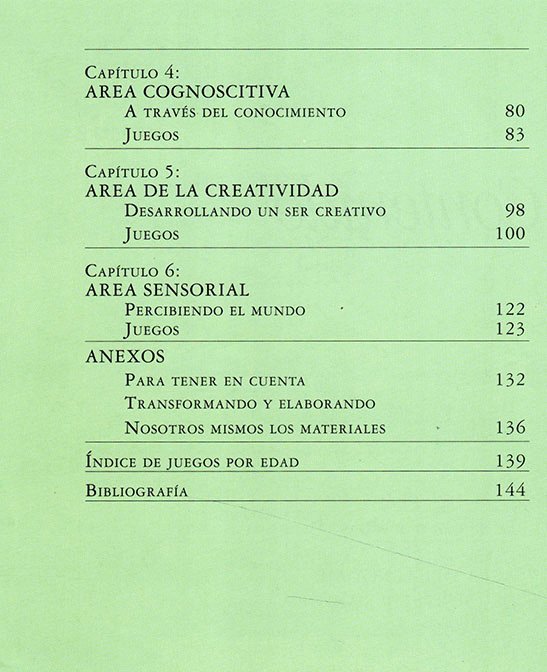 Capítulo 4:
AREA COGNOSCITIVA
A través del conocimiento 80
Juegos 83
Capítulo 5:
AREA DE LA CREATIVIDAD
Desarrollando un ser creativo 98
Juegos 100
Capítulo 6:
AREA SENSORIAL
Percibiendo el mundo 122
Juegos 123
ANEXOS
Para tener en cuenta 132
Transformando y elaborando
Nosotros mismos los materiales 136
Índice de juegos por edad 139
Bibliografía 144